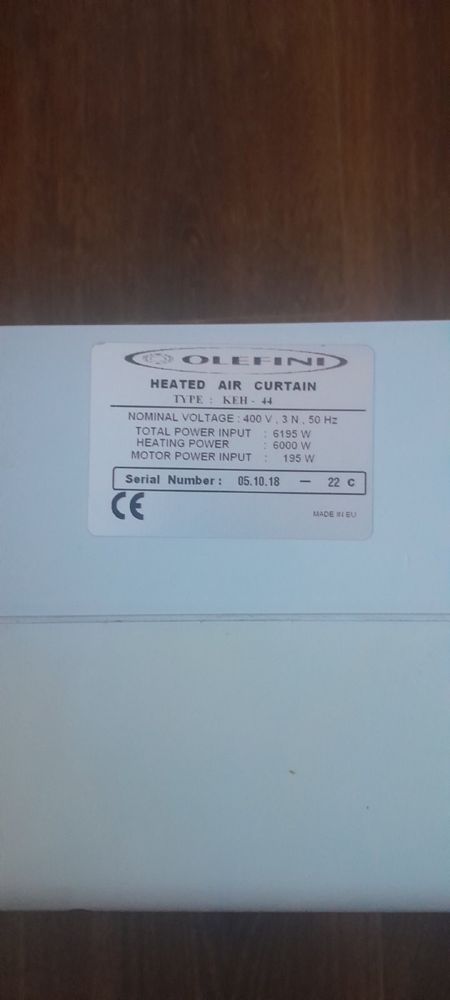 OLEFINI
HEATED AIR CURTAIN
TYPE : KEH - 44
NOMINAL VOLTAGE : 400 V , 3 N , 50 Hz
TOTAL POWER INPUT : 6195 W
HEATING POWER : 6000 W
MOTOR POWER INPUT : 195 W
Serial Number : 05.10.18 — 22 C
CE
MADE IN EU